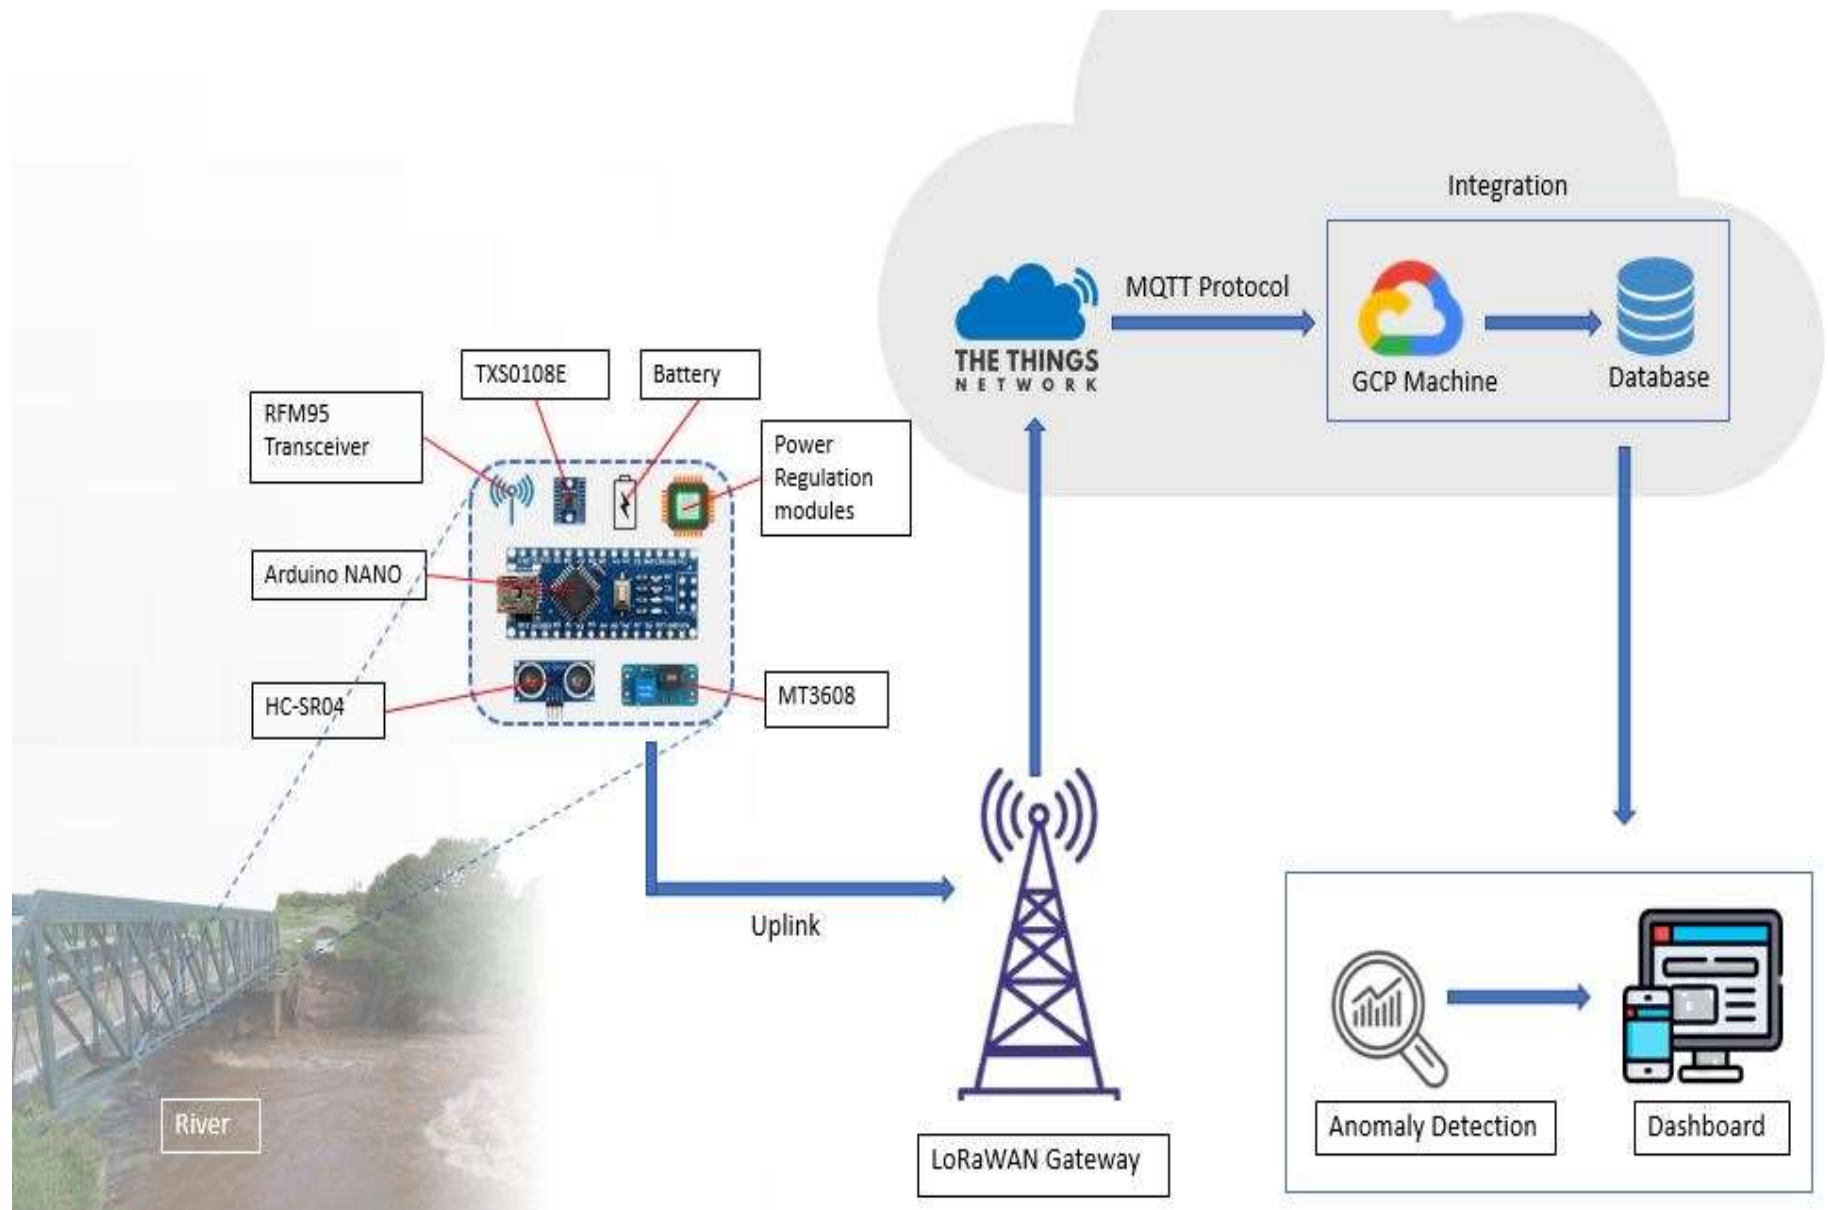 Integration
MQTT Protocol
THE THINGS
NETWORK
GCP Machine
Database
TXS0108E
Battery
RFM95
Transceiver
Power
Regulation
modules
Arduino NANO
HC-SR04
MT3608
Uplink
River
LoRaWAN Gateway
Anomaly Detection
Dashboard